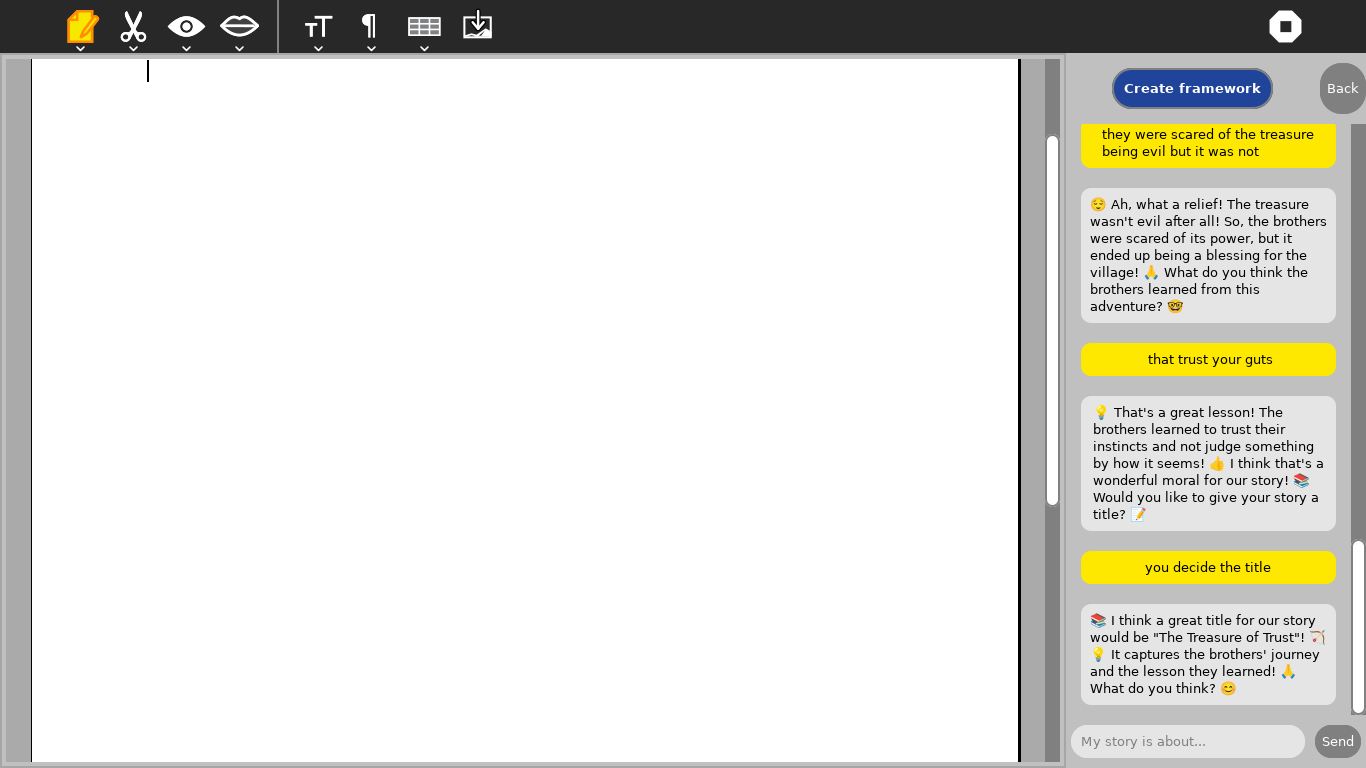 TT ¶
Create framework
Back
they were scared of the treasure
being evil but it was not
😌 Ah, what a relief! The treasure
wasn't evil after all! So, the brothers
were scared of its power, but it
ended up being a blessing for the
village! 🙏 What do you think the
brothers learned from this
adventure? 🤓
that trust your guts
💡 That's a great lesson! The
brothers learned to trust their
instincts and not judge something
by how it seems! 👍 I think that's a
wonderful moral for our story! 📚
Would you like to give your story a
title? 📝
you decide the title
📚 I think a great title for our story
would be "The Treasure of Trust"! 🏹
💡 It captures the brothers' journey
and the lesson they learned! 🙏
What do you think? 😊
My story is about...
Send